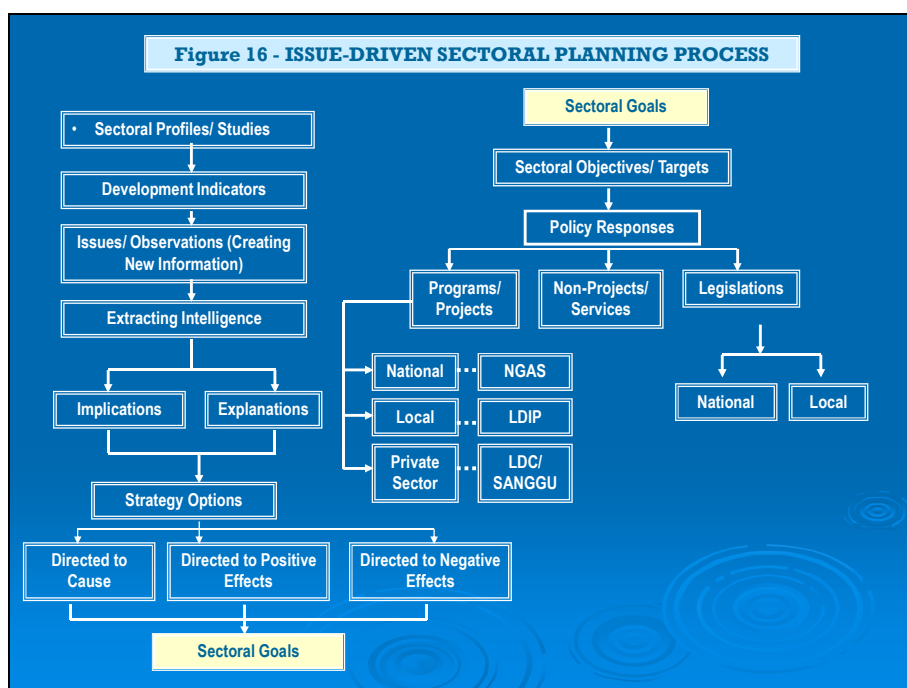 Figure 16 - ISSUE-DRIVEN SECTORAL PLANNING PROCESS
• Sectoral Profiles/ Studies
Development Indicators
Issues/ Observations (Creating
New Information)
Extracting Intelligence
Implications
Explanations
Strategy Options
Directed to
Cause
Directed to Positive
Effects
Directed to Negative
Effects
Sectoral Goals
Sectoral Goals
Sectoral Objectives/ Targets
Policy Responses
Programs/
Projects
Non-Projects/
Services
Legislations
National
NGAS
Local
LDIP
Private
Sector
LDC/
SANGGU
National
Local